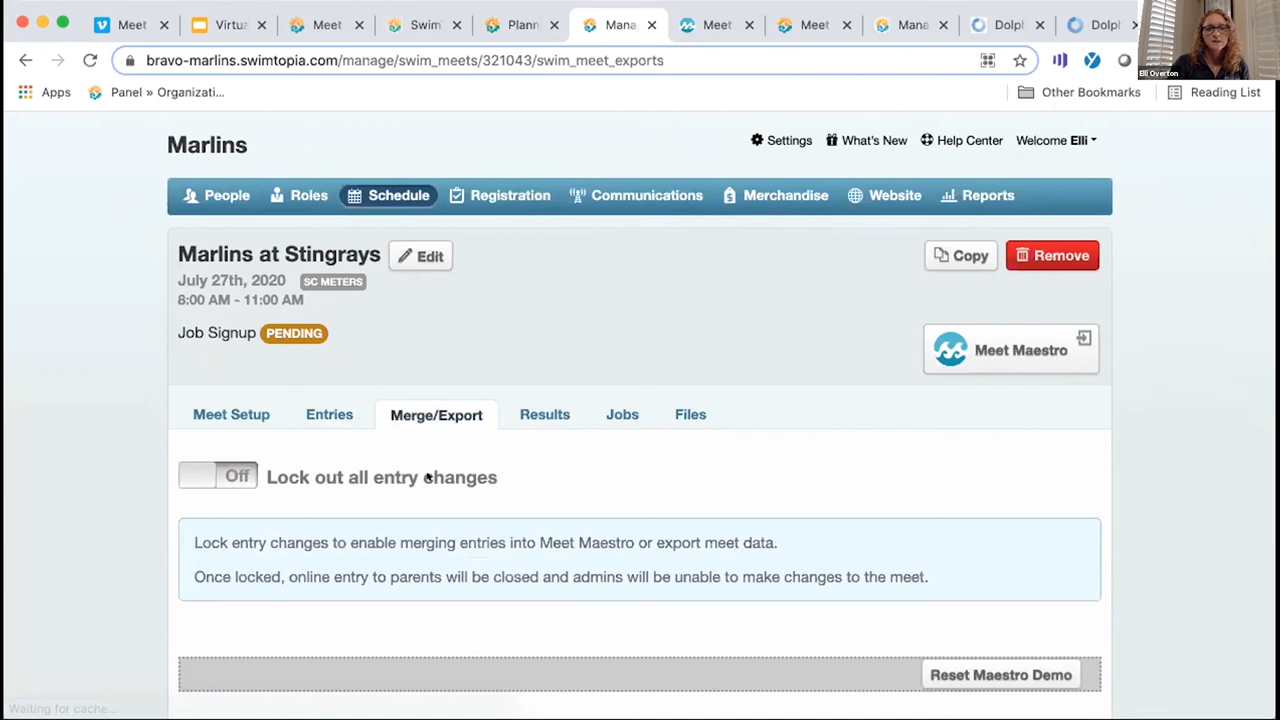 Meet
Virtu
Meet
Swim
Plann
Mana
Meet
Meet
Mana
Dolph
Dolph
bravo-marlins.swimtopia.com/manage/swim_meets/321043/swim_meet_exports
Elli Overton
Apps
Panel » Organizati...
Other Bookmarks
Reading List
Marlins
Settings
What's New
Help Center
Welcome Elli
People
Roles
Schedule
Registration
Communications
Merchandise
Website
Reports
Marlins at Stingrays
Edit
Copy
Remove
July 27th, 2020 SC METERS
8:00 AM - 11:00 AM
Job Signup PENDING
Meet Maestro
Meet Setup
Entries
Merge/Export
Results
Jobs
Files
Off Lock out all entry changes
Lock entry changes to enable merging entries into Meet Maestro or export meet data.
Once locked, online entry to parents will be closed and admins will be unable to make changes to the meet.
Reset Maestro Demo
Waiting for cache...